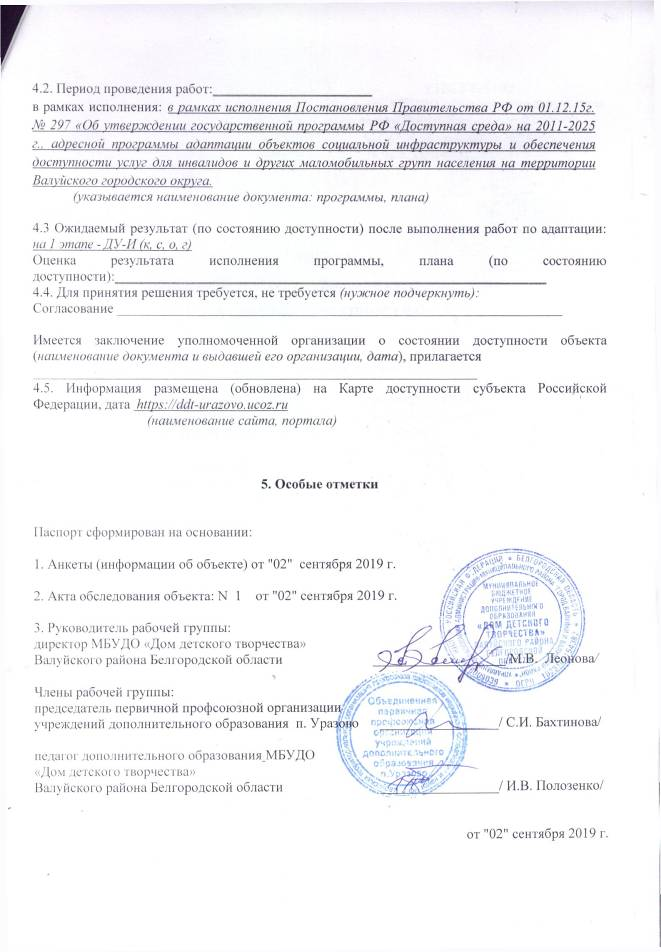 4.2. Период проведения работ:_______________________
в рамках исполнения: в рамках исполнения Постановления Правительства РФ от 01.12.15г.
№ 297 «Об утверждении государственной программы РФ «Доступная среда» на 2011-2025
г., адресной программы адаптации объектов социальной инфраструктуры и обеспечения
доступности услуг для инвалидов и других маломобильных групп населения на территории
Валуйского городского округа.
(указывается наименование документа: программы, плана)
4.3 Ожидаемый результат (по состоянию доступности) после выполнения работ по адаптации:
на 1 этапе - ДУ-И (к, с, о, г)
Оценка результата исполнения программы, плана (по состоянию
доступности):_______________________
4.4. Для принятия решения требуется, не требуется (нужное подчеркнуть):
Согласование _______________________
Имеется заключение уполномоченной организации о состоянии доступности объекта
(наименование документа и выдавшей его организации, дата), прилагается
_______________________
4.5. Информация размещена (обновлена) на Карте доступности субъекта Российской
Федерации, дата https://ddt-urazovo.ucoz.ru
(наименование сайта, портала)
5. Особые отметки
Паспорт сформирован на основании:
1. Анкеты (информации об объекте) от "02" сентября 2019 г.
2. Акта обследования объекта: N 1 от "02" сентября 2019 г.
3. Руководитель рабочей группы:
директор МБУДО «Дом детского творчества»
Валуйского района Белгородской области /М.В. Леонова/
МУНИЦИПАЛЬНОЕ
БЮДЖЕТНОЕ
УЧРЕЖДЕНИЕ
ДОПОЛНИТЕЛЬНОГО
ОБРАЗОВАНИЯ
«ДОМ ДЕТСКОГО
ТВОРЧЕСТВА»
Члены рабочей группы:
председатель первичной профсоюзной организации
учреждений дополнительного образования п. Уразово / С.И. Бахтинова/
Объединенная
первичная
профсоюзная
организация
учреждений
дополнительного
образования
п.Уразово
педагог дополнительного образования МБУДО
«Дом детского творчества»
Валуйского района Белгородской области / И.В. Полозенко/
от "02" сентября 2019 г.